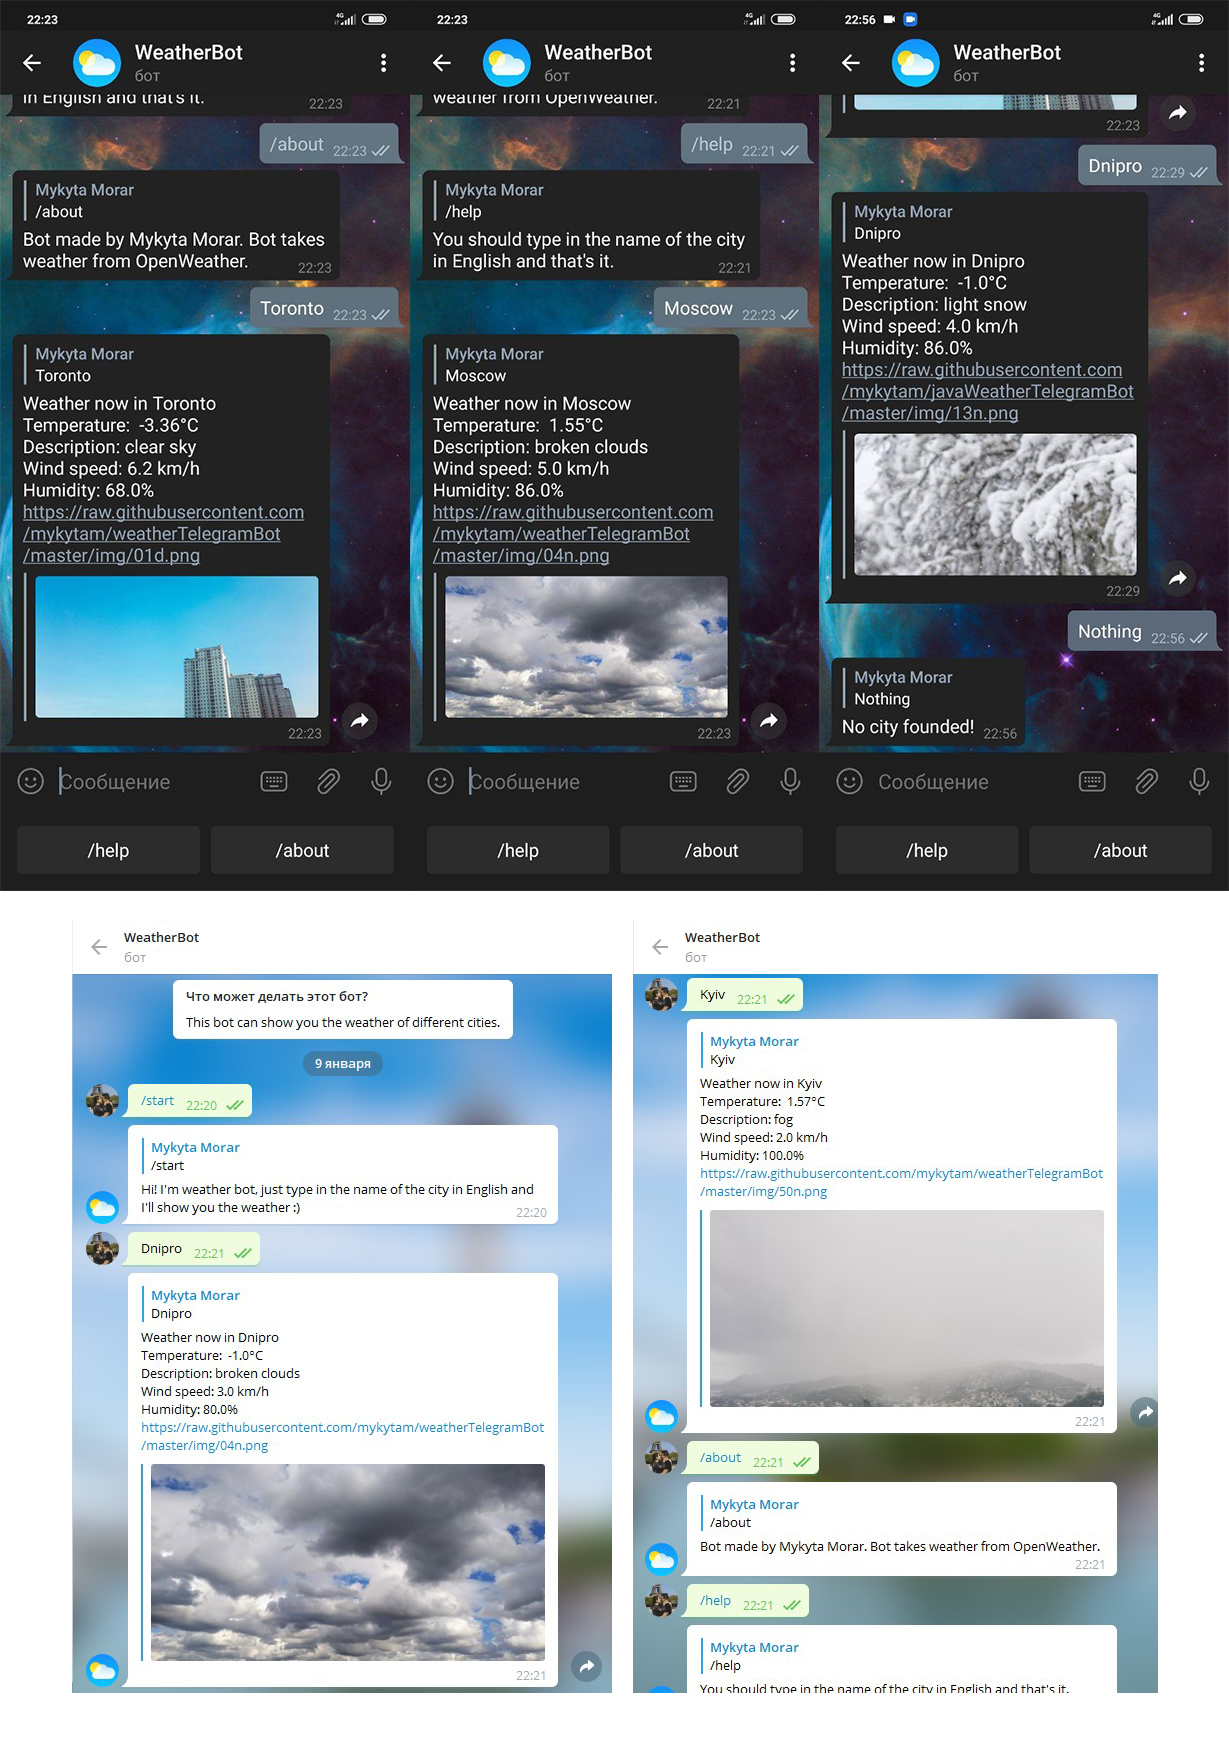 22:23
4G
WeatherBot
бот
in English and that's it.
22:23
/about 22:23
Mykyta Morar
/about
Bot made by Mykyta Morar. Bot takes
weather from OpenWeather.
22:23
Toronto 22:23
Mykyta Morar
Toronto
Weather now in Toronto
Temperature: -3.36°C
Description: clear sky
Wind speed: 6.2 km/h
Humidity: 68.0%
https://raw.githubusercontent.com
/mykytam/weatherTelegramBot
/master/img/01d.png
22:23
Сообщение
/help /about
22:23
4G
WeatherBot
бот
weather from OpenWeather.
22:21
/help 22:21
Mykyta Morar
/help
You should type in the name of the city
in English and that's it.
22:21
Moscow 22:23
Mykyta Morar
Moscow
Weather now in Moscow
Temperature: 1.55°C
Description: broken clouds
Wind speed: 5.0 km/h
Humidity: 86.0%
https://raw.githubusercontent.com
/mykytam/weatherTelegramBot
/master/img/04n.png
22:23
Сообщение
/help /about
22:56
4G
WeatherBot
бот
22:23
Dnipro 22:29
Mykyta Morar
Dnipro
Weather now in Dnipro
Temperature: -1.0°C
Description: light snow
Wind speed: 4.0 km/h
Humidity: 86.0%
https://raw.githubusercontent.com
/mykytam/javaWeatherTelegramBot
/master/img/13n.png
22:29
Nothing 22:56
Mykyta Morar
Nothing
No city founded! 22:56
Сообщение
/help /about
WeatherBot
бот
Что может делать этот бот?
This bot can show you the weather of different cities.
9 января
/start 22:20
Mykyta Morar
/start
Hi! I'm weather bot, just type in the name of the city in English and
I'll show you the weather :)
22:20
Dnipro 22:21
Mykyta Morar
Dnipro
Weather now in Dnipro
Temperature: -1.0°C
Description: broken clouds
Wind speed: 3.0 km/h
Humidity: 80.0%
https://raw.githubusercontent.com/mykytam/weatherTelegramBot
/master/img/04n.png
22:21
WeatherBot
бот
Kyiv 22:21
Mykyta Morar
Kyiv
Weather now in Kyiv
Temperature: 1.57°C
Description: fog
Wind speed: 2.0 km/h
Humidity: 100.0%
https://raw.githubusercontent.com/mykytam/weatherTelegramBot
/master/img/50n.png
22:21
/about 22:21
Mykyta Morar
/about
Bot made by Mykyta Morar. Bot takes weather from OpenWeather.
22:21
/help 22:21
Mykyta Morar
/help
You should type in the name of the city in English and that's it.